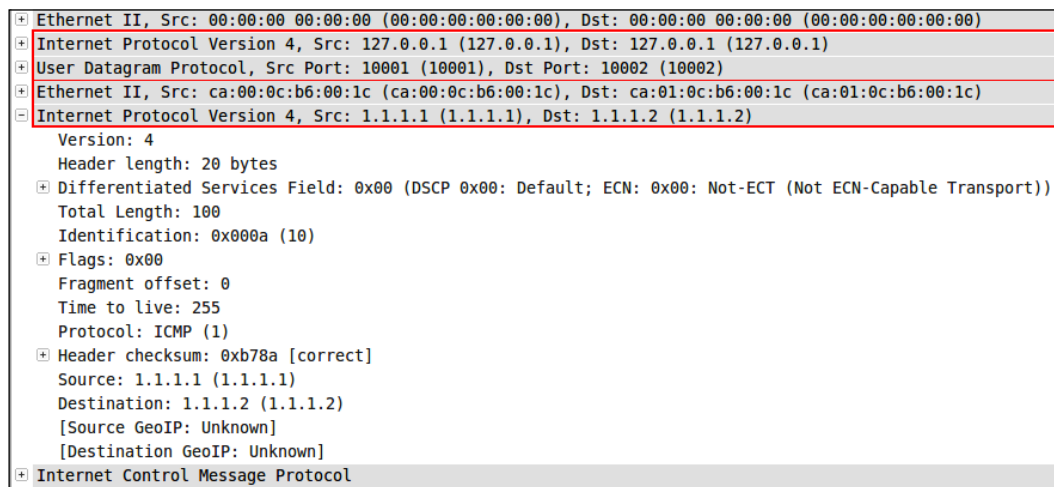 Ethernet II, Src: 00:00:00 00:00:00 (00:00:00:00:00:00), Dst: 00:00:00 00:00:00 (00:00:00:00:00:00)
Internet Protocol Version 4, Src: 127.0.0.1 (127.0.0.1), Dst: 127.0.0.1 (127.0.0.1)
User Datagram Protocol, Src Port: 10001 (10001), Dst Port: 10002 (10002)
Ethernet II, Src: ca:00:0c:b6:00:1c (ca:00:0c:b6:00:1c), Dst: ca:01:0c:b6:00:1c (ca:01:0c:b6:00:1c)
Internet Protocol Version 4, Src: 1.1.1.1 (1.1.1.1), Dst: 1.1.1.2 (1.1.1.2)
Version: 4
Header length: 20 bytes
Differentiated Services Field: 0x00 (DSCP 0x00: Default; ECN: 0x00: Not-ECT (Not ECN-Capable Transport))
Total Length: 100
Identification: 0x000a (10)
Flags: 0x00
Fragment offset: 0
Time to live: 255
Protocol: ICMP (1)
Header checksum: 0xb78a [correct]
Source: 1.1.1.1 (1.1.1.1)
Destination: 1.1.1.2 (1.1.1.2)
[Source GeoIP: Unknown]
[Destination GeoIP: Unknown]
Internet Control Message Protocol